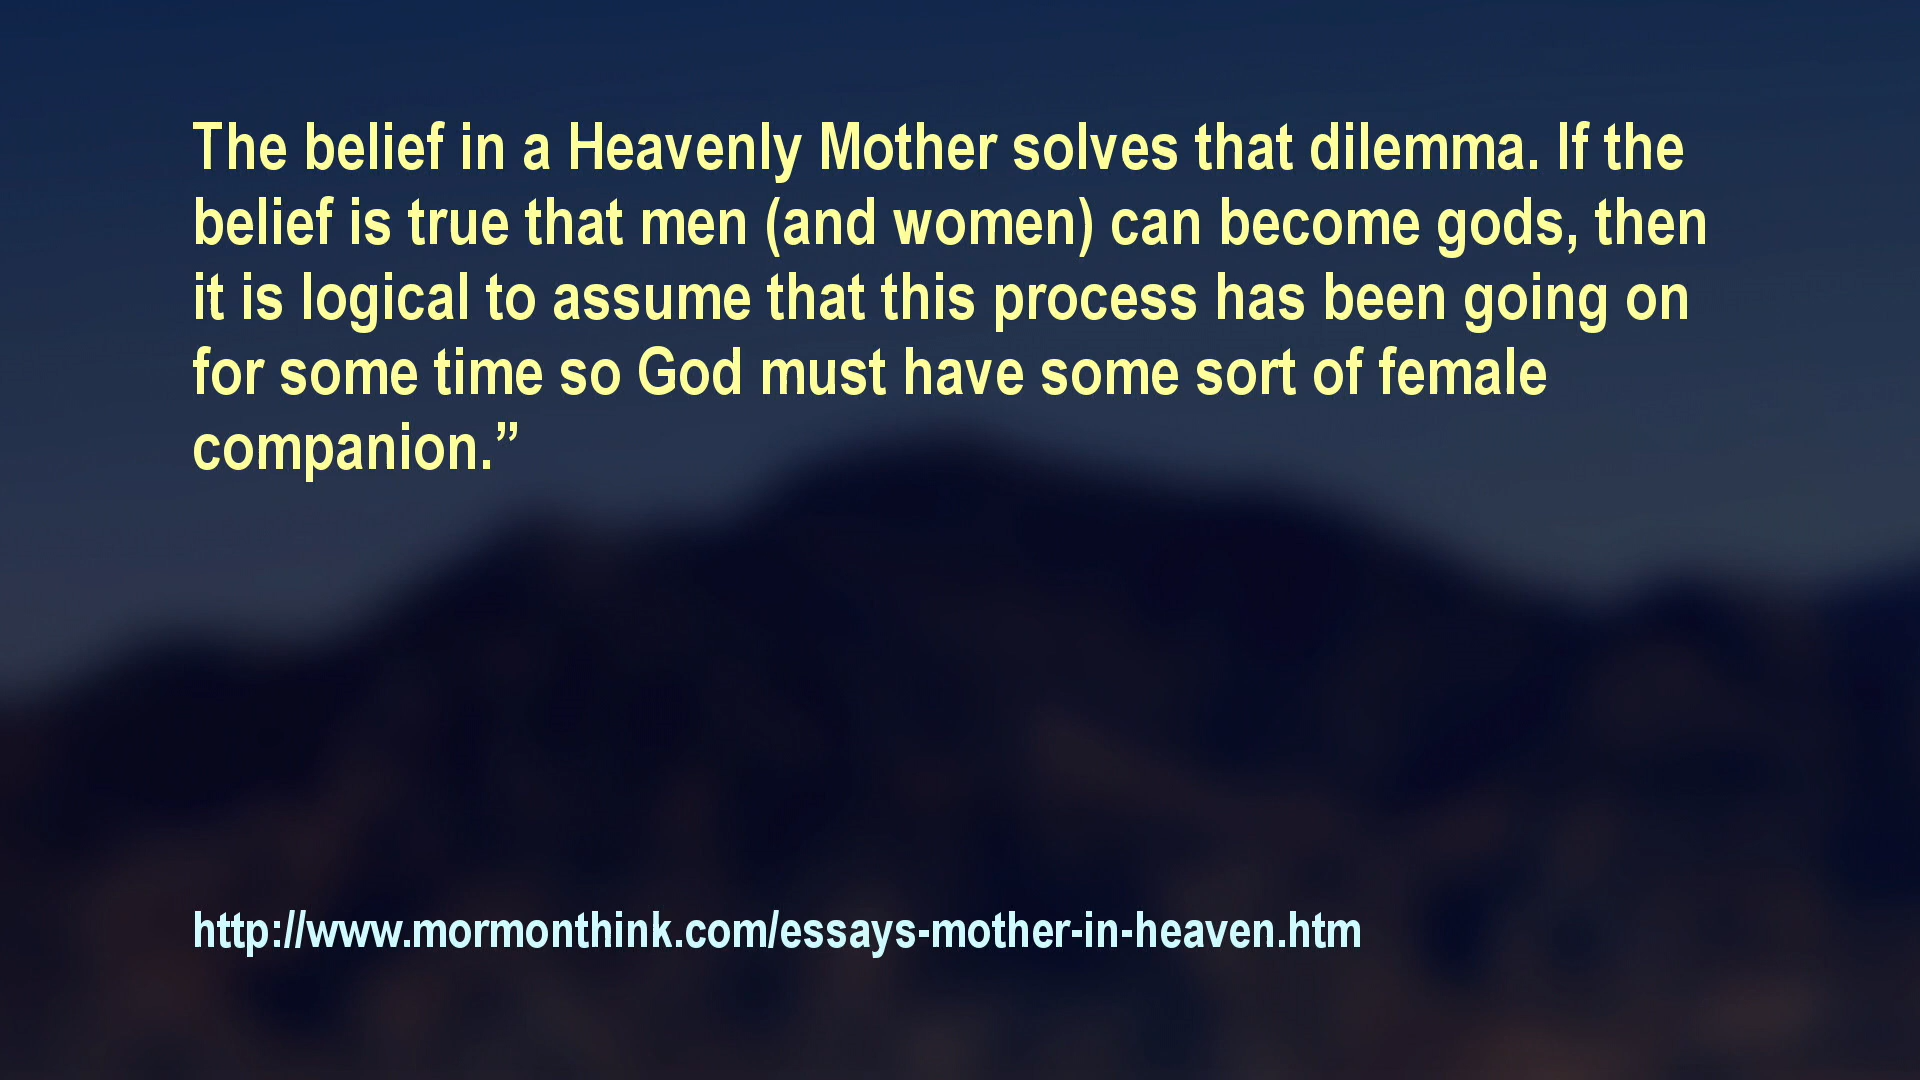 The belief in a Heavenly Mother solves that dilemma. If the
belief is true that men (and women) can become gods, then
it is logical to assume that this process has been going on
for some time so God must have some sort of female
companion.”
http://www.mormonthink.com/essays-mother-in-heaven.htm